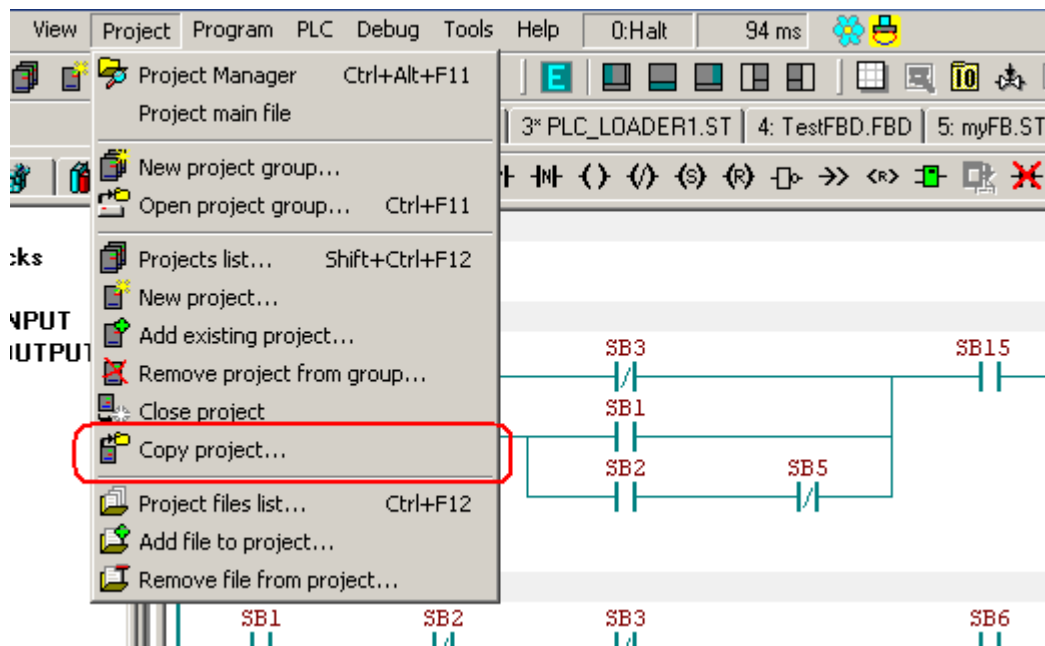 View Project Program PLC Debug Tools Help 0:Halt 94 ms
Project Manager Ctrl+Alt+F11
Project main file
3* PLC_LOADER1.ST 4: TestFBD.FBD 5: myFB.ST
New project group...
Open project group... Ctrl+F11
Projects list... Shift+Ctrl+F12
New project...
Add existing project...
Remove project from group...
Close project
Copy project...
Project files list... Ctrl+F12
Add file to project...
Remove file from project...
SB3 SB15
SB1
SB2 SB5
SB1 SB2 SB3 SB6